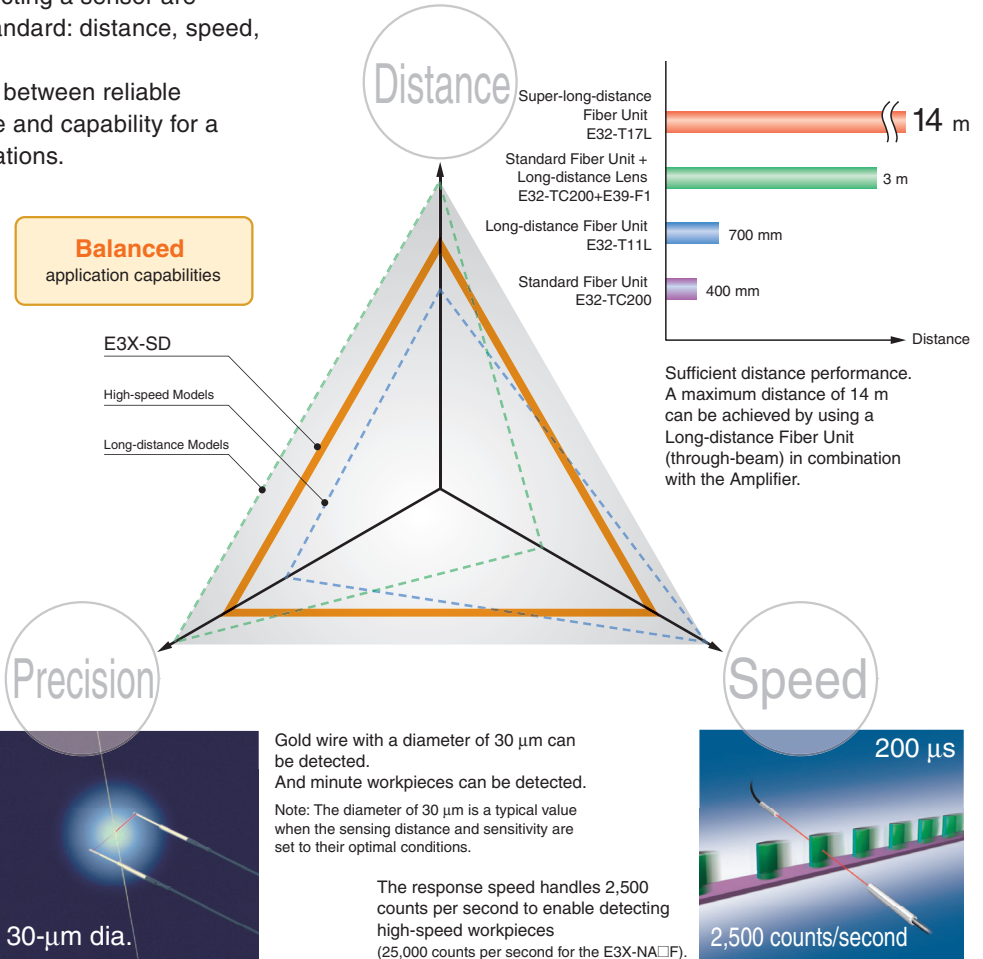 cting a sensor are
andard: distance, speed,
between reliable
e and capability for a
ations.
Balanced
application capabilities
Distance
Super-long-distance
Fiber Unit
E32-T17L
14 m
Standard Fiber Unit +
Long-distance Lens
E32-TC200+E39-F1
3 m
Long-distance Fiber Unit
E32-T11L
700 mm
Standard Fiber Unit
E32-TC200
400 mm
Distance
Sufficient distance performance.
A maximum distance of 14 m
can be achieved by using a
Long-distance Fiber Unit
(through-beam) in combination
with the Amplifier.
E3X-SD
High-speed Models
Long-distance Models
Precision
Speed
30-μm dia.
Gold wire with a diameter of 30 μm can
be detected.
And minute workpieces can be detected.
Note: The diameter of 30 μm is a typical value
when the sensing distance and sensitivity are
set to their optimal conditions.
The response speed handles 2,500
counts per second to enable detecting
high-speed workpieces
(25,000 counts per second for the E3X-NA□F).
200 μs
2,500 counts/second